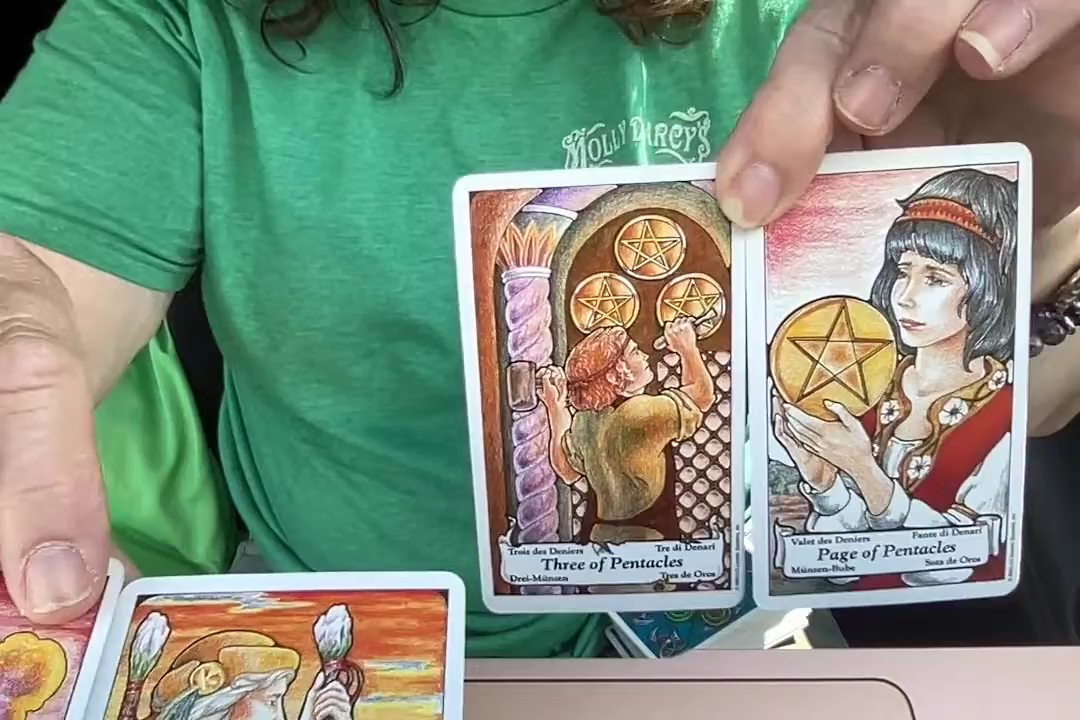 MOLLY DARCY'S
Trois des Deniers Tre di Denari
Three of Pentacles
Drei-Münzen Tres de Oros
Valet des Deniers Fante di Denari
Page of Pentacles
Münzen-Bube Sota de Oros